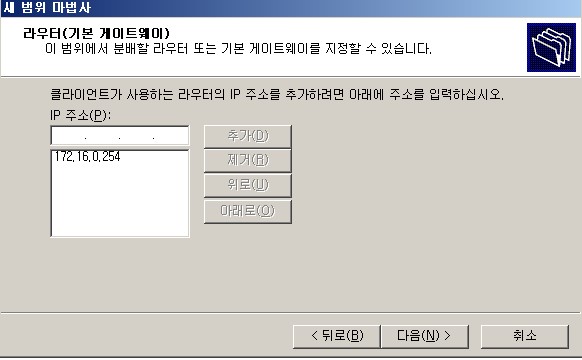 새 범위 마법사
라우터(기본 게이트웨이)
이 범위에서 분배할 라우터 또는 기본 게이트웨이를 지정할 수 있습니다.
클라이언트가 사용하는 라우터의 IP 주소를 추가하려면 아래에 주소를 입력하십시오.
IP 주소(P):
. . .
추가(D)
172.16.0.254
제거(R)
위로(U)
아래로(O)
< 뒤로(B)
다음(N) >
취소